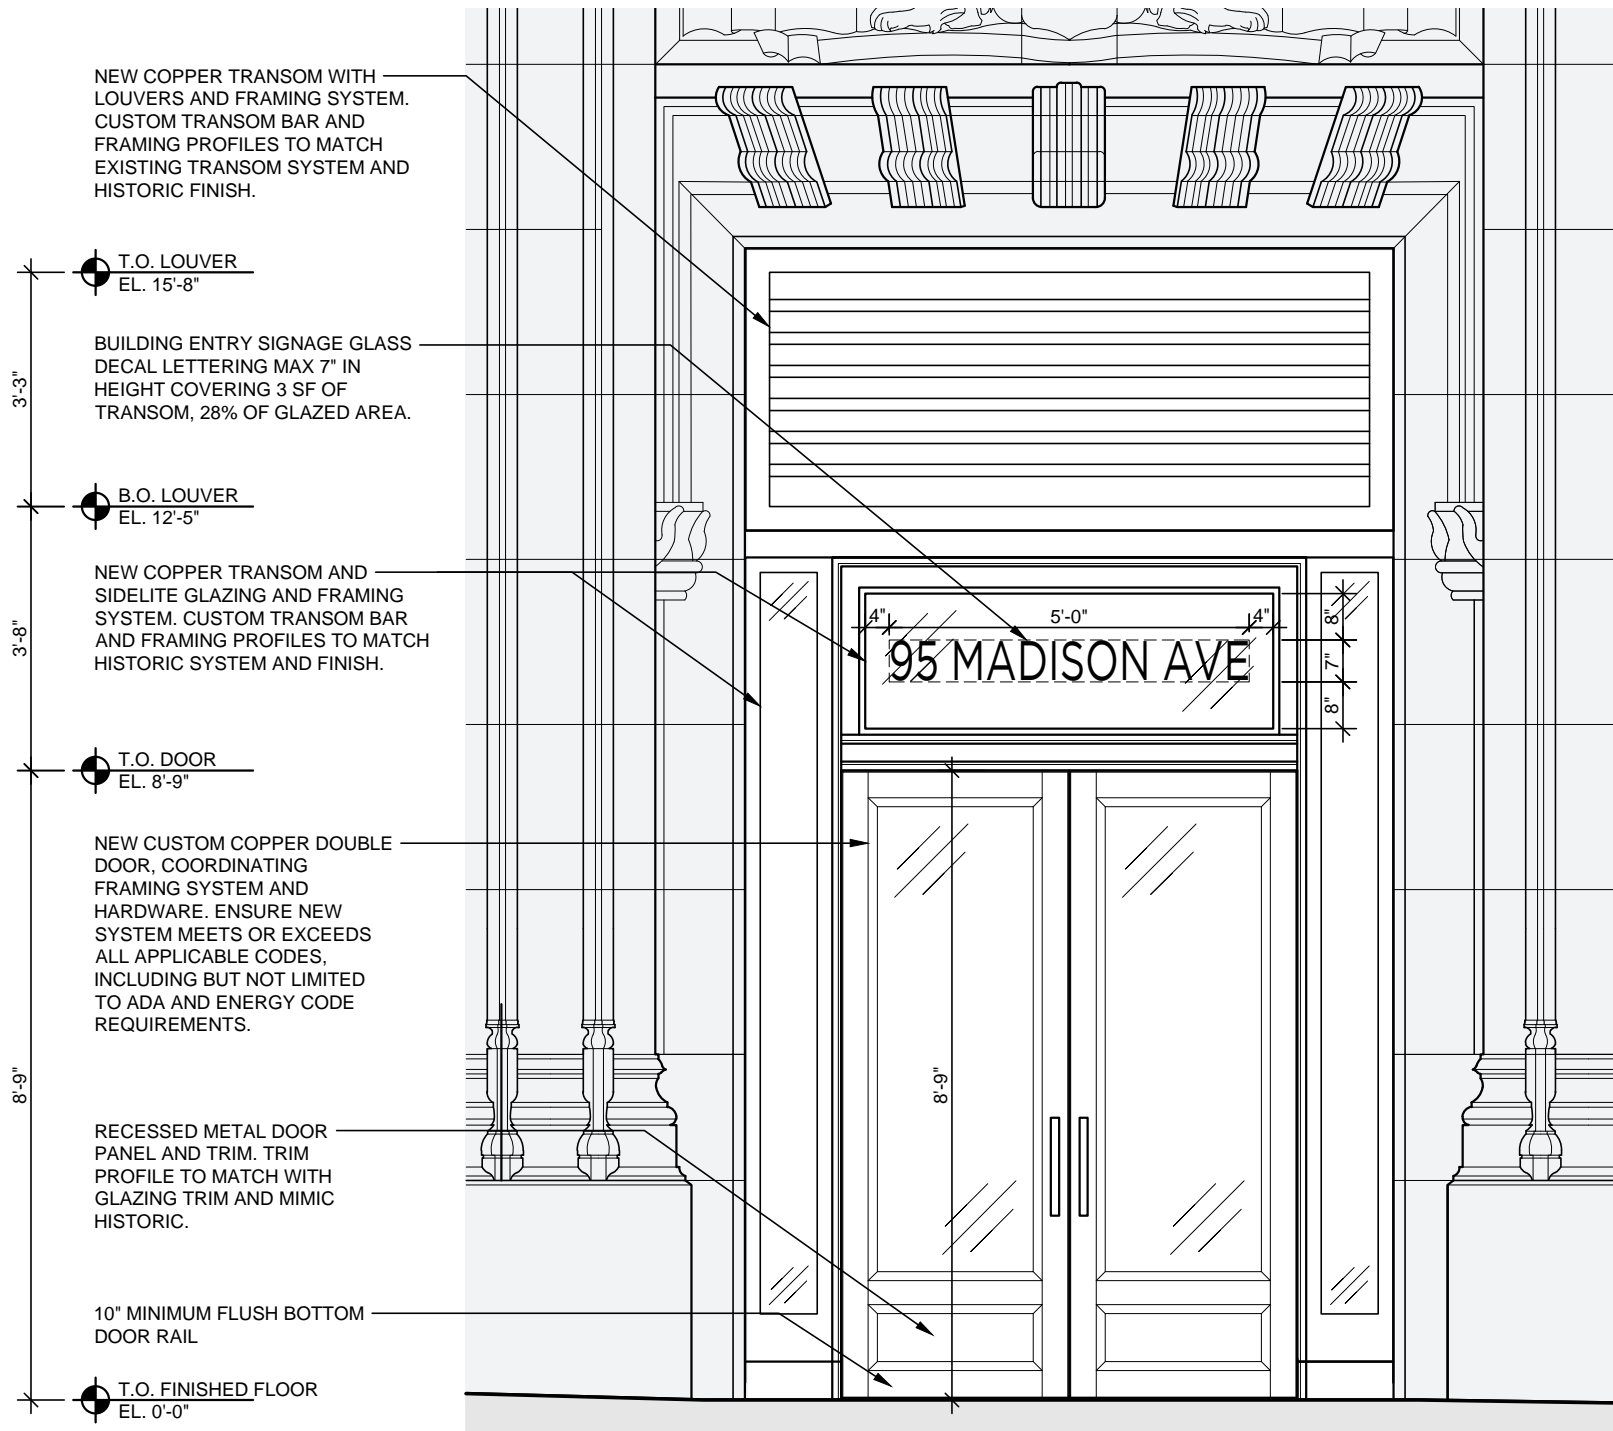 NEW COPPER TRANSOM WITH
LOUVERS AND FRAMING SYSTEM.
CUSTOM TRANSOM BAR AND
FRAMING PROFILES TO MATCH
EXISTING TRANSOM SYSTEM AND
HISTORIC FINISH.
T.O. LOUVER
EL. 15'-8"
3'-3"
BUILDING ENTRY SIGNAGE GLASS
DECAL LETTERING MAX 7" IN
HEIGHT COVERING 3 SF OF
TRANSOM, 28% OF GLAZED AREA.
B.O. LOUVER
EL. 12'-5"
3'-8"
NEW COPPER TRANSOM AND
SIDELITE GLAZING AND FRAMING
SYSTEM. CUSTOM TRANSOM BAR
AND FRAMING PROFILES TO MATCH
HISTORIC SYSTEM AND FINISH.
4" 5'-0" 4"
8"
95 MADISON AVE
7"
8"
T.O. DOOR
EL. 8'-9"
NEW CUSTOM COPPER DOUBLE
DOOR, COORDINATING
FRAMING SYSTEM AND
HARDWARE. ENSURE NEW
SYSTEM MEETS OR EXCEEDS
ALL APPLICABLE CODES,
INCLUDING BUT NOT LIMITED
TO ADA AND ENERGY CODE
REQUIREMENTS.
8'-9"
8'-9"
RECESSED METAL DOOR
PANEL AND TRIM. TRIM
PROFILE TO MATCH WITH
GLAZING TRIM AND MIMIC
HISTORIC.
10" MINIMUM FLUSH BOTTOM
DOOR RAIL
T.O. FINISHED FLOOR
EL. 0'-0"